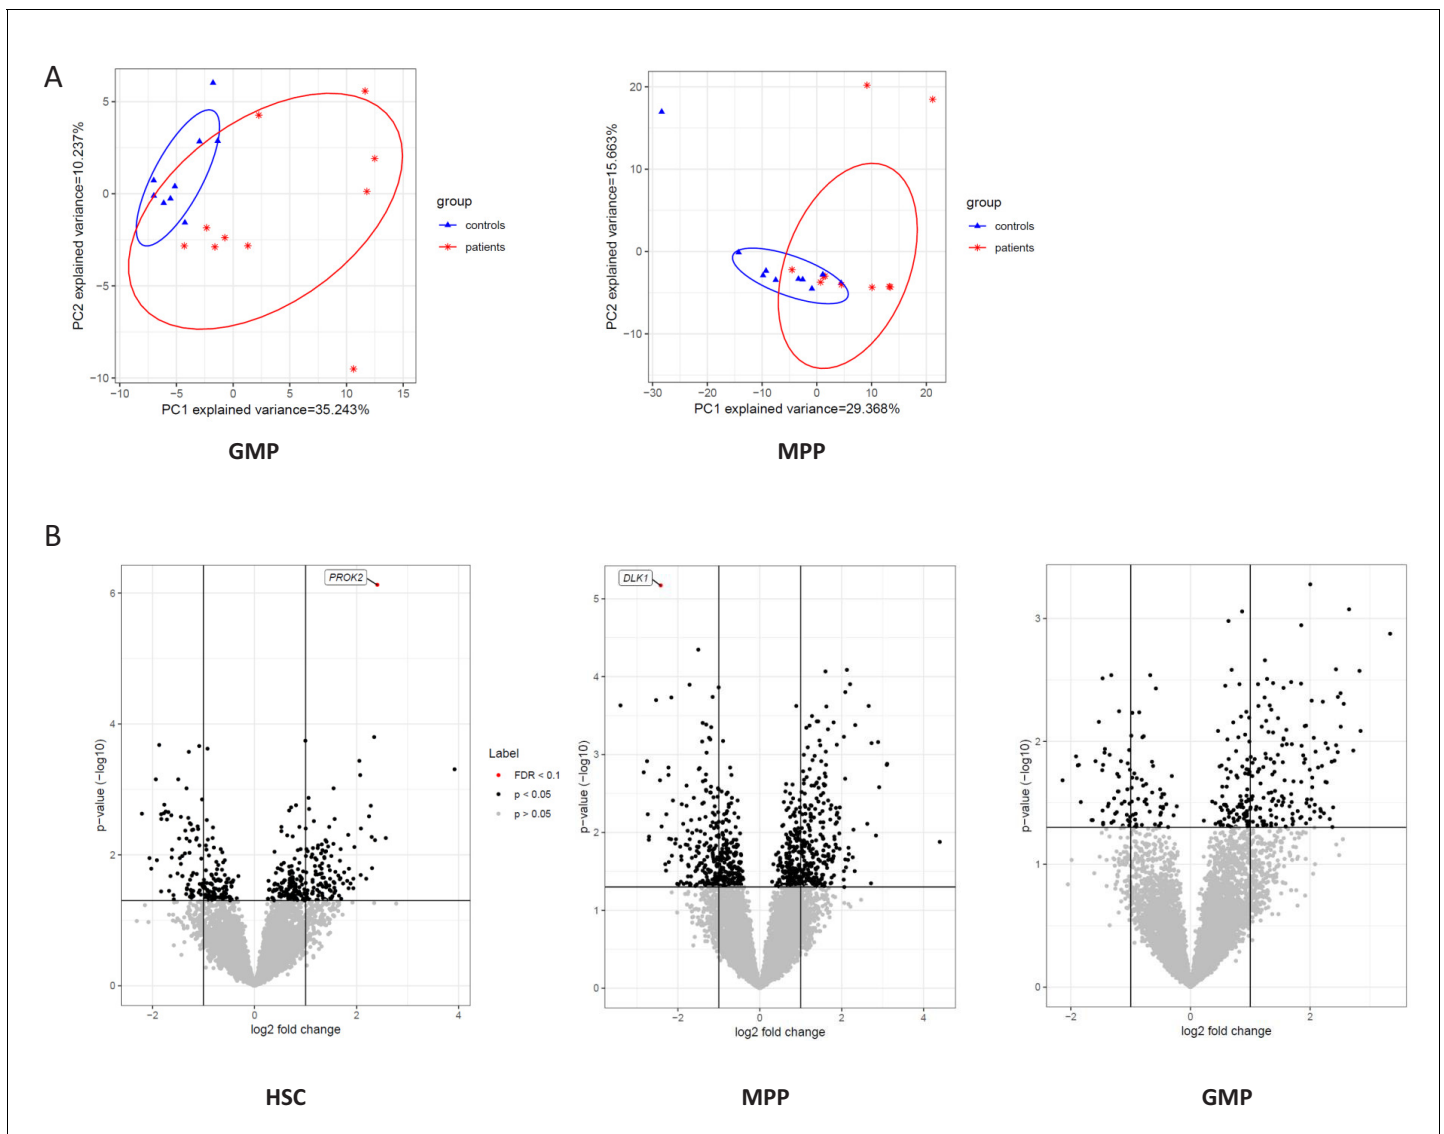 A
PC2 explained variance=10.237%
5
0
−5
−10
−10 −5 0 5 10 15
PC1 explained variance=35.243%
group
controls
patients
GMP
PC2 explained variance=15.663%
20
10
0
−10
−30 −20 −10 0 10 20
PC1 explained variance=29.368%
group
controls
patients
MPP
B
PROK2
p−value (−log10)
6
4
2
0
−2 0 2 4
log2 fold change
HSC
Label
FDR < 0.1
p < 0.05
p > 0.05
DLK1
p−value (−log10)
5
4
3
2
1
0
−2 0 2 4
log2 fold change
MPP
p−value (−log10)
3
2
1
0
−2 0 2
log2 fold change
GMP